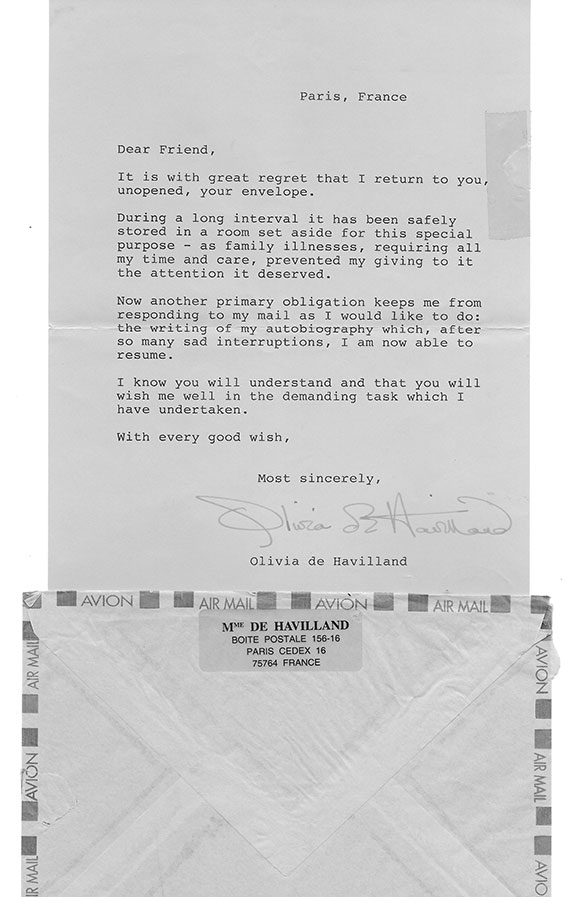 Paris, France
Dear Friend,
It is with great regret that I return to you,
unopened, your envelope.
During a long interval it has been safely
stored in a room set aside for this special
purpose - as family illnesses, requiring all
my time and care, prevented my giving to it
the attention it deserved.
Now another primary obligation keeps me from
responding to my mail as I would like to do:
the writing of my autobiography which, after
so many sad interruptions, I am now able to
resume.
I know you will understand and that you will
wish me well in the demanding task which I
have undertaken.
With every good wish,
Most sincerely,
Olivia de Havilland
Olivia de Havilland
AVION AIR MAIL AVION AIR MAIL
MME DE HAVILLAND
BOITE POSTALE 156-16
PARIS CEDEX 16
75764 FRANCE
AIR MAIL
AVION
AIR MAIL
AVION
AIR MAIL
AVION